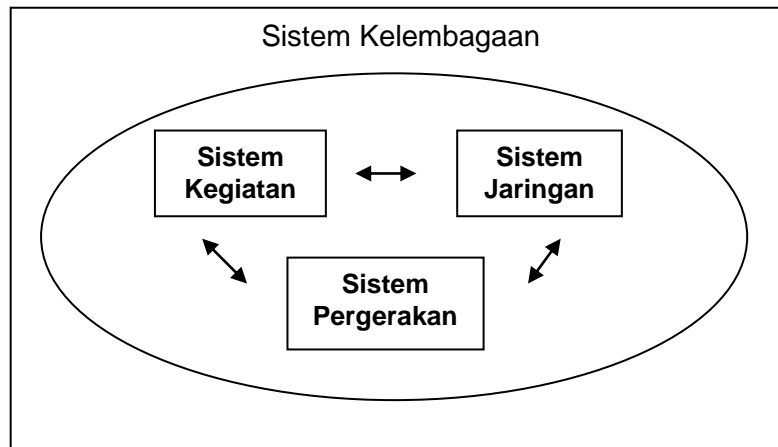 Sistem Kelembagaan
Sistem
Kegiatan
Sistem
Jaringan
Sistem
Pergerakan